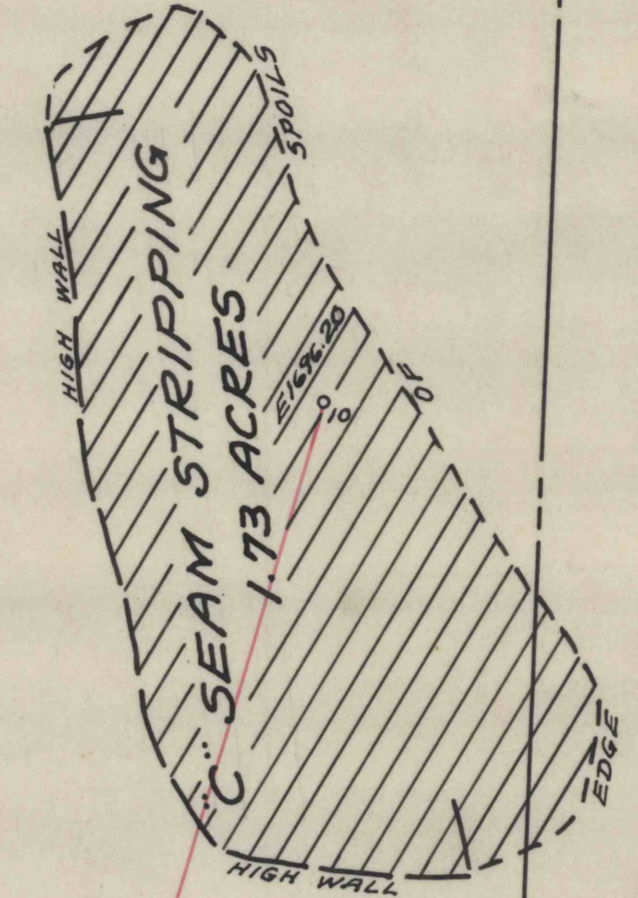 "C" SEAM STRIPPING
1.73 ACRES
E1696.20
10
HIGH WALL
HIGH WALL
EDGE
OF
SPOILS